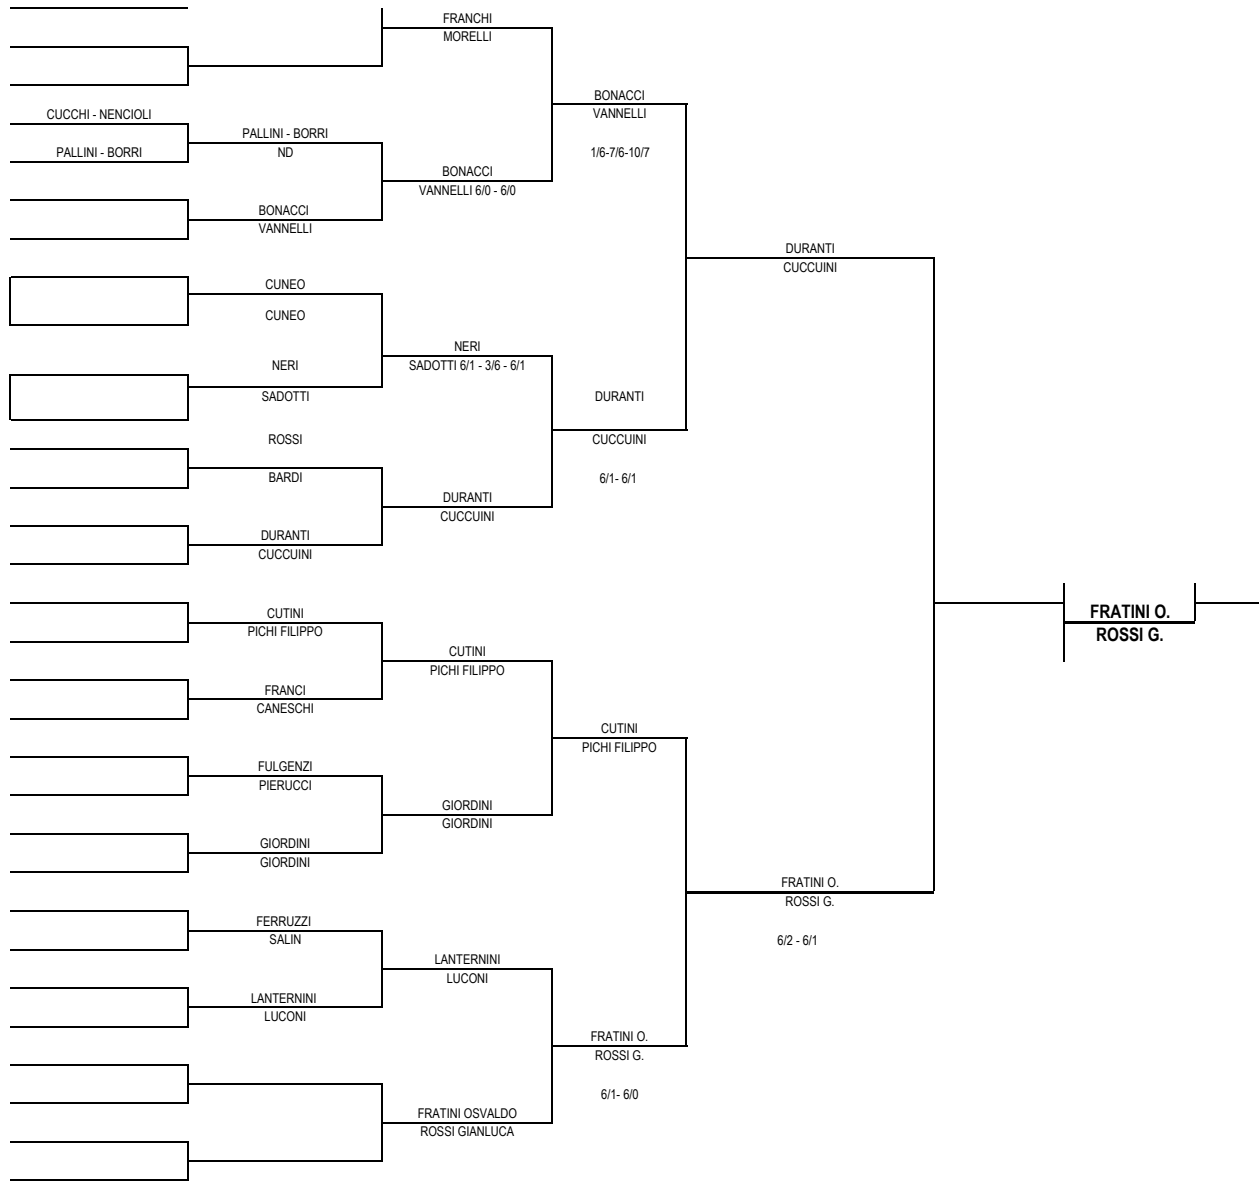 FRANCHI
MORELLI
BONACCI
VANNELLI
1/6-7/6-10/7
CUCCHI - NENCIOLI
PALLINI - BORRI
PALLINI - BORRI
ND
BONACCI
VANNELLI 6/0 - 6/0
BONACCI
VANNELLI
DURANTI
CUCCUINI
CUNEO
CUNEO
NERI
SADOTTI 6/1 - 3/6 - 6/1
NERI
SADOTTI
DURANTI
CUCCUINI
6/1- 6/1
ROSSI
BARDI
DURANTI
CUCCUINI
DURANTI
CUCCUINI
FRATINI O.
ROSSI G.
CUTINI
PICHI FILIPPO
CUTINI
PICHI FILIPPO
FRANCI
CANESCHI
CUTINI
PICHI FILIPPO
FULGENZI
PIERUCCI
GIORDINI
GIORDINI
GIORDINI
GIORDINI
FRATINI O.
ROSSI G.
6/2 - 6/1
FERRUZZI
SALIN
LANTERNINI
LUCONI
LANTERNINI
LUCONI
FRATINI O.
ROSSI G.
6/1- 6/0
FRATINI OSVALDO
ROSSI GIANLUCA